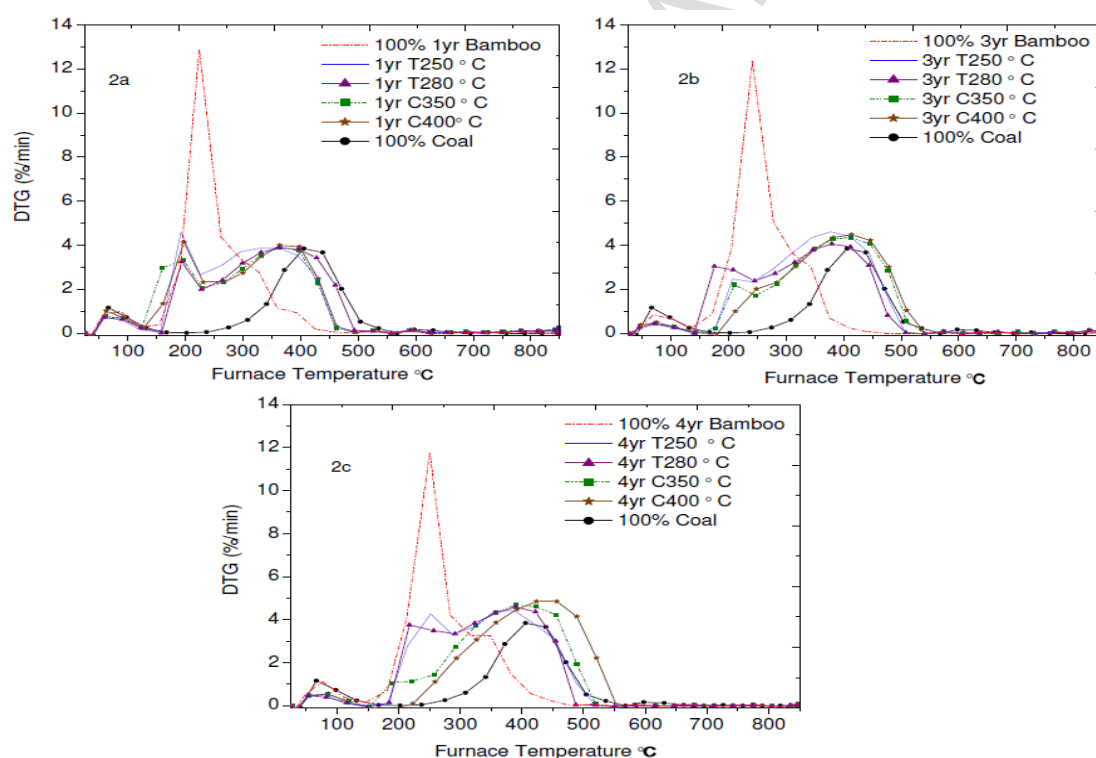 14
12
10
8
6
4
2
0
DTG (%/min)
2a
100% 1yr Bamboo
1yr T250 ° C
1yr T280 ° C
1yr C350 ° C
1yr C400° C
100% Coal
100 200 300 400 500 600 700 800
Furnace Temperature °C
14
12
10
8
6
4
2
0
2b
100% 3yr Bamboo
3yr T250 ° C
3yr T280 ° C
3yr C350 ° C
3yr C400 ° C
100% Coal
100 200 300 400 500 600 700 800
Furnace Temperature °C
14
12
10
8
6
4
2
0
DTG (%/min)
2c
100% 4yr Bamboo
4yr T250 ° C
4yr T280 ° C
4yr C350 ° C
4yr C400 ° C
100% Coal
100 200 300 400 500 600 700 800
Furnace Temperature °C